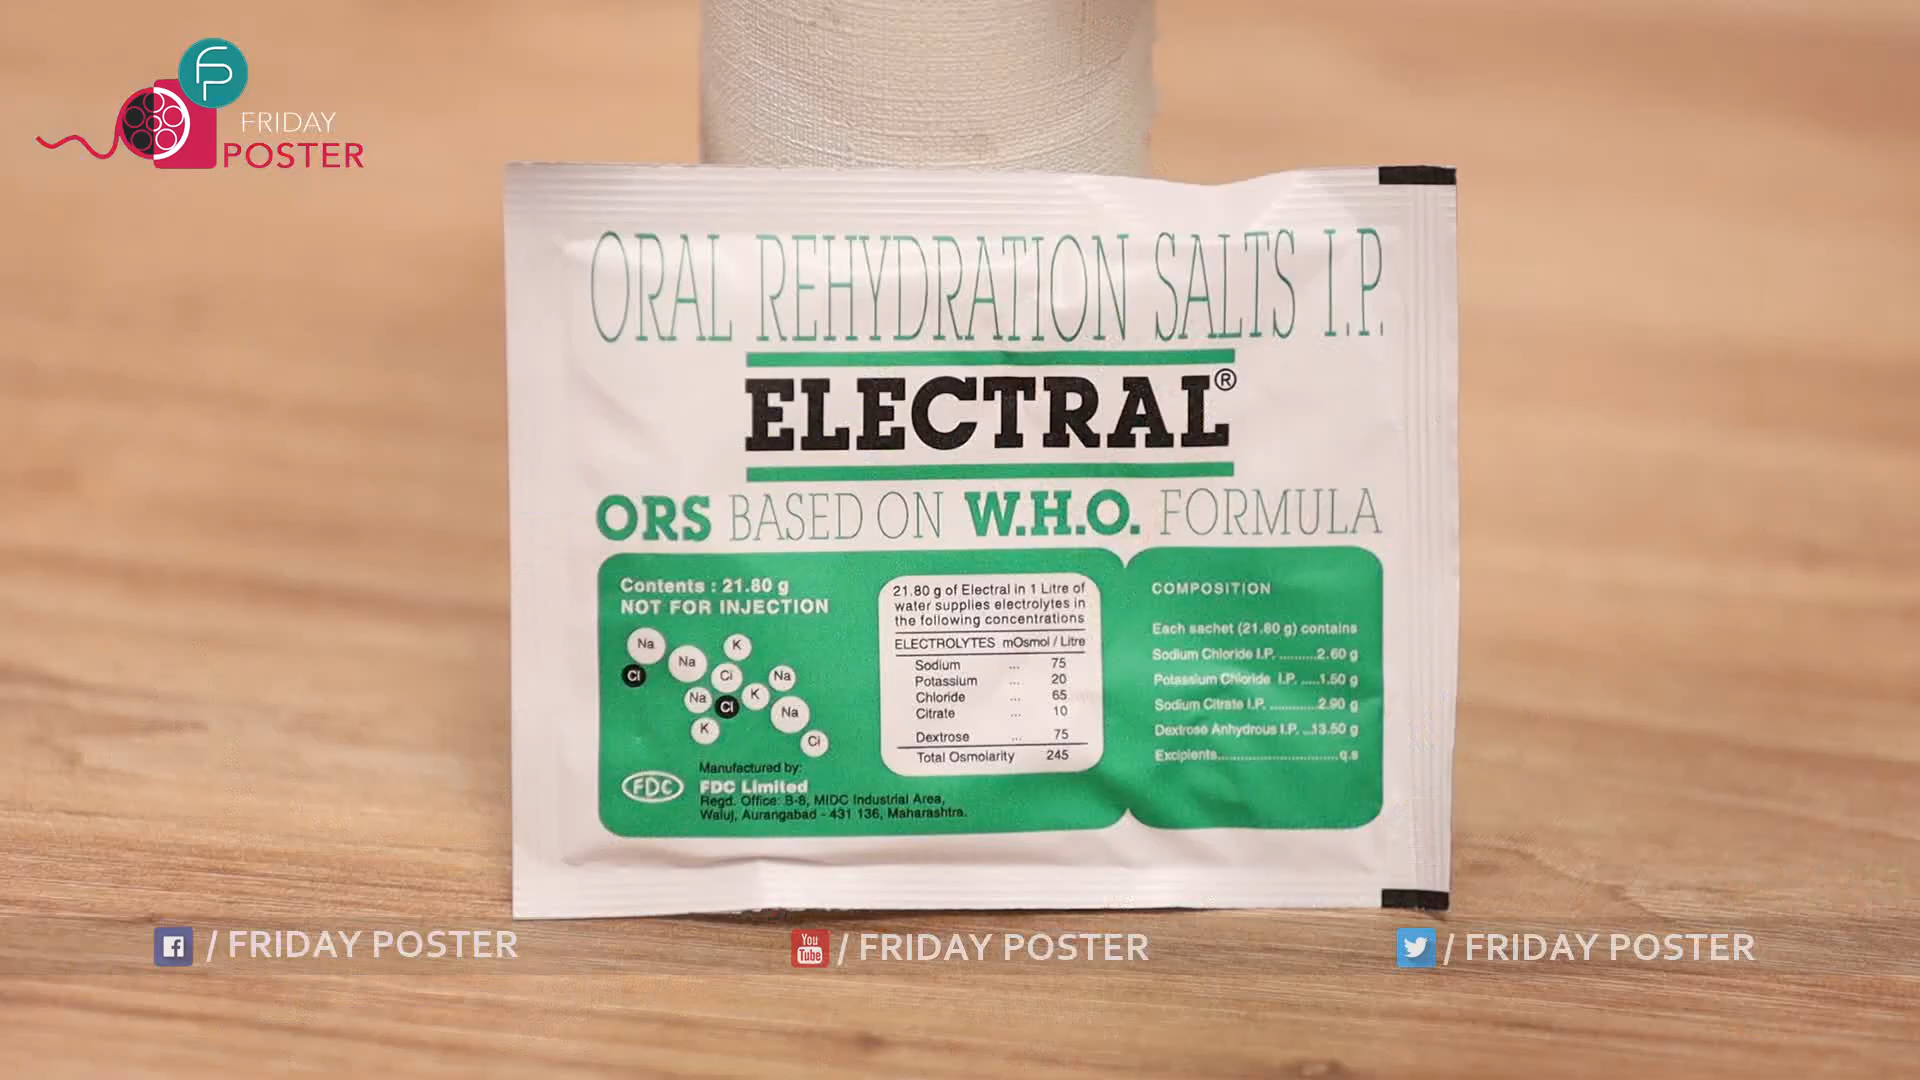 FP
FRIDAY
POSTER
ORAL REHYDRATION SALTS I.P.
ELECTRAL®
ORS BASED ON W.H.O. FORMULA
Contents : 21.80 g
NOT FOR INJECTION
Na
K
Na
Cl
Cl
Na
Na
K
Cl
Na
K
Cl
Manufactured by:
FDC
FDC Limited
Regd. Office: B-8, MIDC Industrial Area,
Waluj, Aurangabad - 431 136, Maharashtra.
21.80 g of Electral in 1 Litre of
water supplies electrolytes in
the following concentrations
ELECTROLYTES mOsmol / Litre
Sodium ... 75
Potassium ... 20
Chloride ... 65
Citrate ... 10
Dextrose ... 75
Total Osmolarity 245
COMPOSITION
Each sachet (21.80 g) contains
Sodium Chloride I.P. .........2.60 g
Potassium Chloride I.P. .....1.50 g
Sodium Citrate I.P. ............2.90 g
Dextrose Anhydrous I.P. ...13.50 g
Excipients..............................q.s
/ FRIDAY POSTER
You
Tube
/ FRIDAY POSTER
/ FRIDAY POSTER